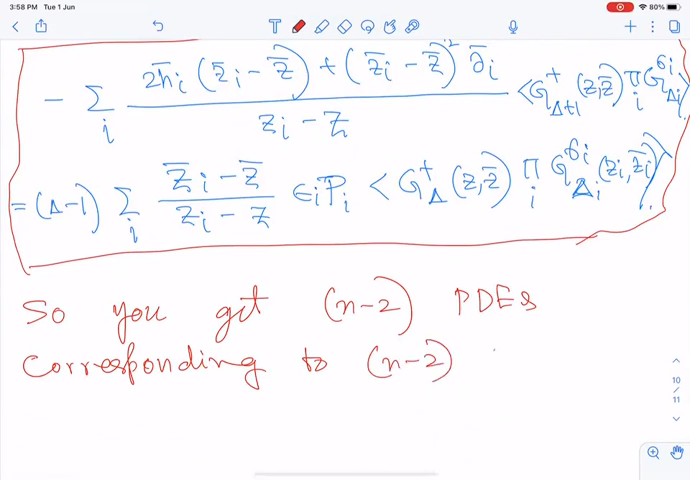 3:58 PM Tue 1 Jun
80%
T
- Σ_i (2h̄_i (z̄_i - z̄) + (z̄_i - z̄)² ∂̄_i) / (z_i - z) <G⁺_{Δ+1}(z,z̄) Π_i G^{σ_i}_{Δ_i}>
= (Δ-1) Σ_i (z̄_i - z̄)/(z_i - z) ε_i P_i <G⁺_Δ(z,z̄) Π_i G^{σ_i}_{Δ_i}(z_i,z̄_i)>
So you get (n-2) PDEs
corresponding to (n-2)
10
/
11